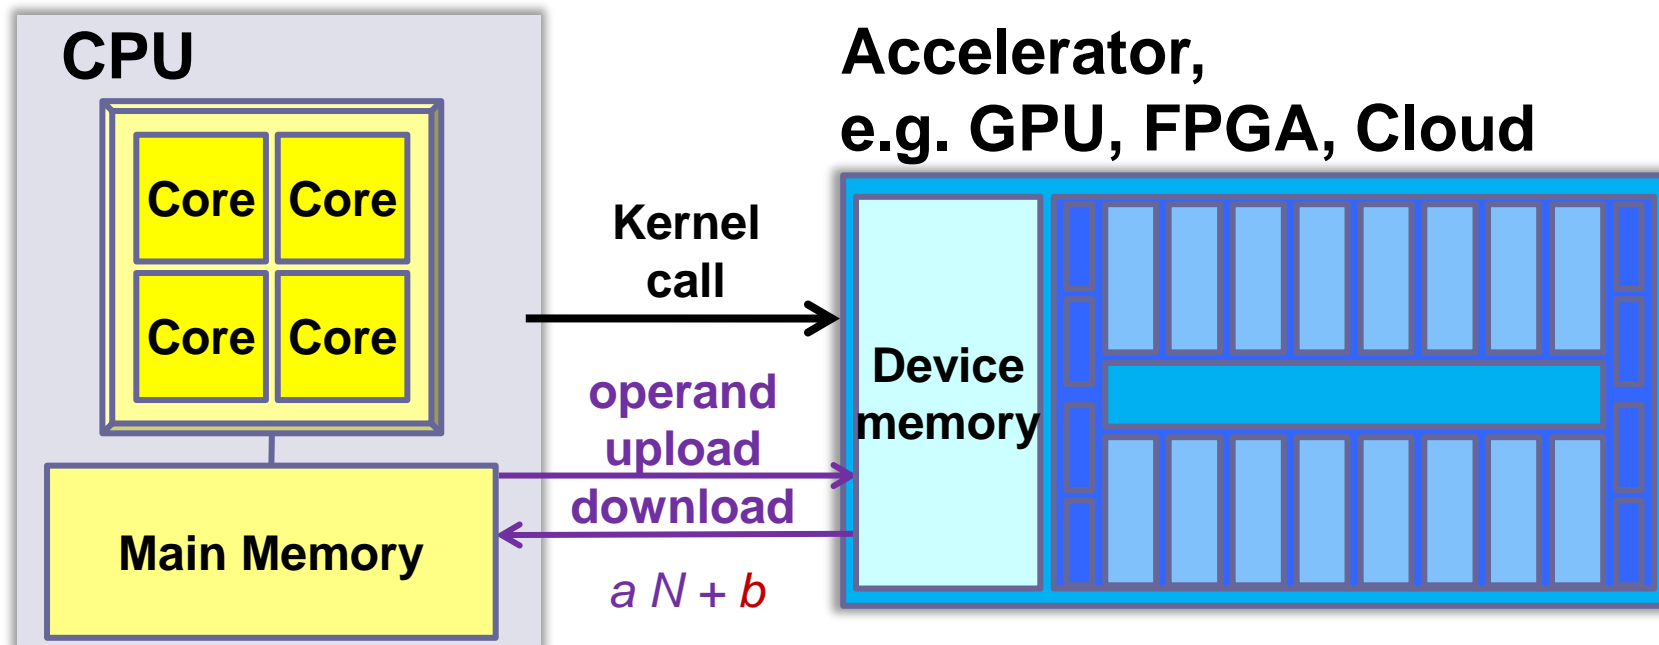 CPU
Core Core
Core Core
Main Memory
Kernel
call
operand
upload
download
a N + b
Accelerator,
e.g. GPU, FPGA, Cloud
Device
memory